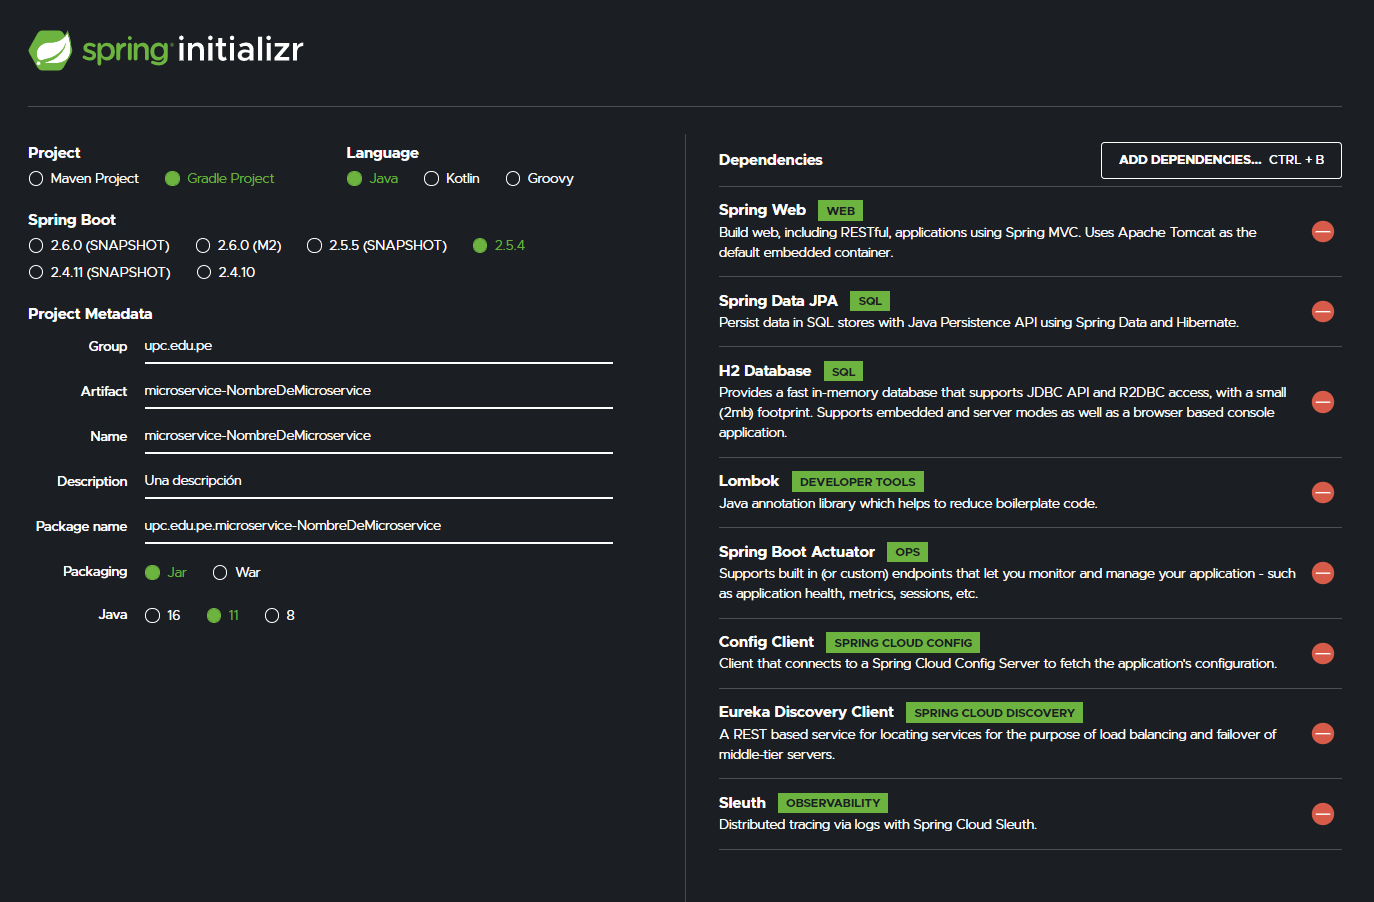 spring initializr
Project
Maven Project Gradle Project
Language
Java Kotlin Groovy
Spring Boot
2.6.0 (SNAPSHOT) 2.6.0 (M2) 2.5.5 (SNAPSHOT) 2.5.4
2.4.11 (SNAPSHOT) 2.4.10
Project Metadata
Group upc.edu.pe
Artifact microservice-NombreDeMicroservice
Name microservice-NombreDeMicroservice
Description Una descripción
Package name upc.edu.pe.microservice-NombreDeMicroservice
Packaging Jar War
Java 16 11 8
Dependencies ADD DEPENDENCIES... CTRL + B
Spring Web WEB
Build web, including RESTful, applications using Spring MVC. Uses Apache Tomcat as the
default embedded container.
Spring Data JPA SQL
Persist data in SQL stores with Java Persistence API using Spring Data and Hibernate.
H2 Database SQL
Provides a fast in-memory database that supports JDBC API and R2DBC access, with a small
(2mb) footprint. Supports embedded and server modes as well as a browser based console
application.
Lombok DEVELOPER TOOLS
Java annotation library which helps to reduce boilerplate code.
Spring Boot Actuator OPS
Supports built in (or custom) endpoints that let you monitor and manage your application - such
as application health, metrics, sessions, etc.
Config Client SPRING CLOUD CONFIG
Client that connects to a Spring Cloud Config Server to fetch the application's configuration.
Eureka Discovery Client SPRING CLOUD DISCOVERY
A REST based service for locating services for the purpose of load balancing and failover of
middle-tier servers.
Sleuth OBSERVABILITY
Distributed tracing via logs with Spring Cloud Sleuth.